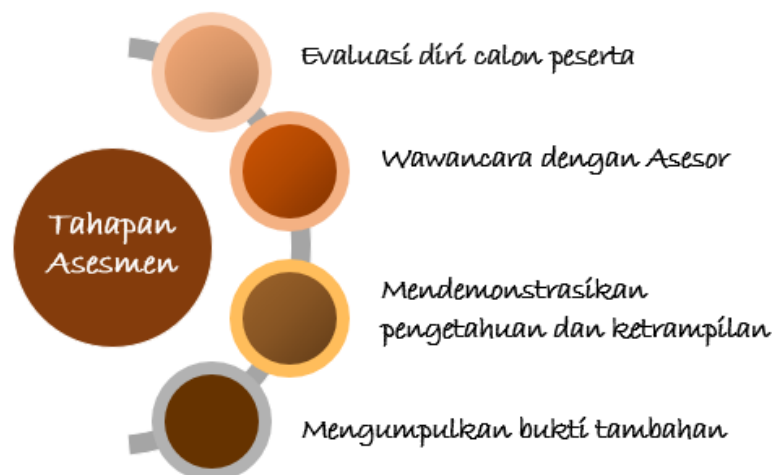 Evaluasi diri calon peserta
Wawancara dengan Asesor
Tahapan
Asesmen
Mendemonstrasikan
pengetahuan dan ketrampilan
Mengumpulkan bukti tambahan